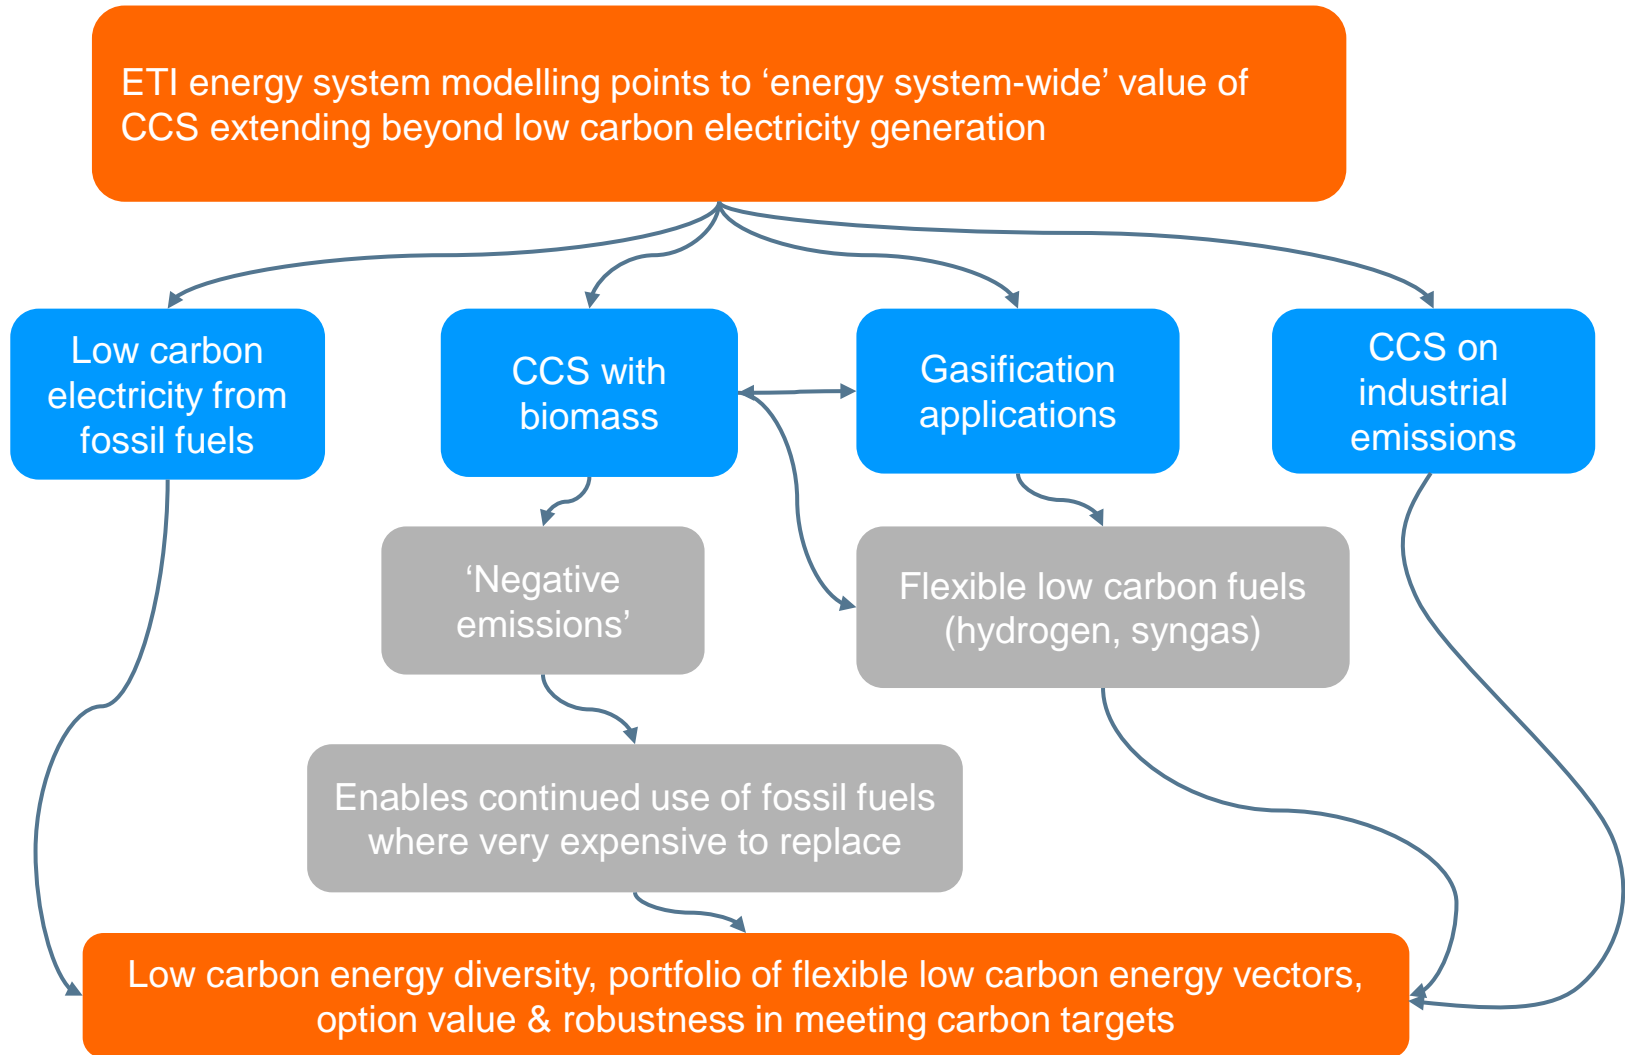 ETI energy system modelling points to ‘energy system-wide’ value of
CCS extending beyond low carbon electricity generation
Low carbon
electricity from
fossil fuels
CCS with
biomass
Gasification
applications
CCS on
industrial
emissions
‘Negative
emissions’
Flexible low carbon fuels
(hydrogen, syngas)
Enables continued use of fossil fuels
where very expensive to replace
Low carbon energy diversity, portfolio of flexible low carbon energy vectors,
option value & robustness in meeting carbon targets